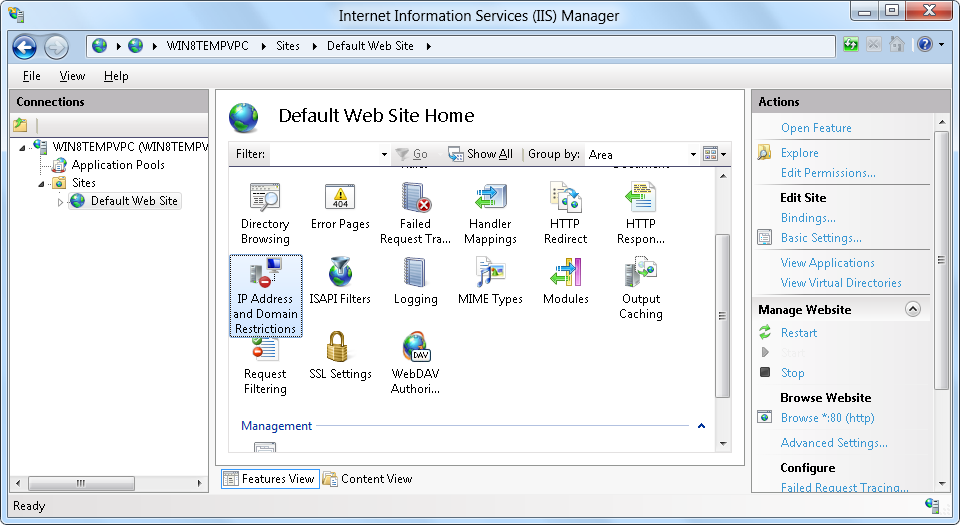 Internet Information Services (IIS) Manager
WIN8TEMPVPC Sites Default Web Site
File View Help
Connections
WIN8TEMPVPC (WIN8TEMPV
Application Pools
Sites
Default Web Site
Default Web Site Home
Filter: Go Show All Group by: Area
Directory Browsing
Error Pages
404
Failed Request Tra...
Handler Mappings
HTTP Redirect
HTTP Respon...
IP Address and Domain Restrictions
ISAPI Filters
Logging
MIME Types
Modules
Output Caching
Request Filtering
SSL Settings
DAV
WebDAV Authori...
Management
Features View Content View
Actions
Open Feature
Explore
Edit Permissions...
Edit Site
Bindings...
Basic Settings...
View Applications
View Virtual Directories
Manage Website
Restart
Start
Stop
Browse Website
Browse *:80 (http)
Advanced Settings...
Configure
Failed Request Tracing...
Ready